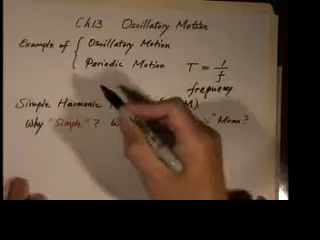 Ch13 Oscillatory Motion
Example of { Oscillatory Motion
Periodic Motion T = 1/f
frequency
Simple Harmonic M)
Why "Simple"? " Mean?